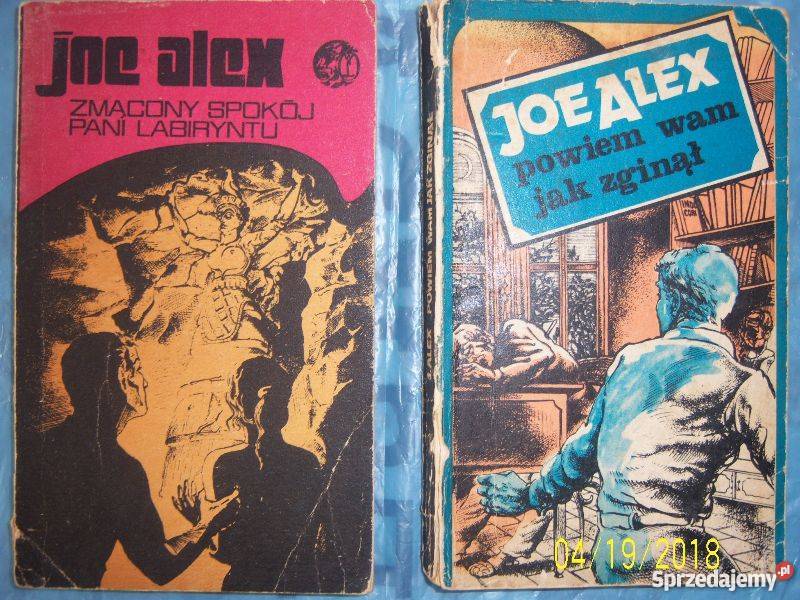 joe alex
ZMĄCONY SPOKÓJ
PANI LABIRYNTU
J. ALEX POWIEM WAM JAK ZGINĄŁ
JOE ALEX
powiem wam
jak zginął
04/19/2018
Sprzedajemy.pl